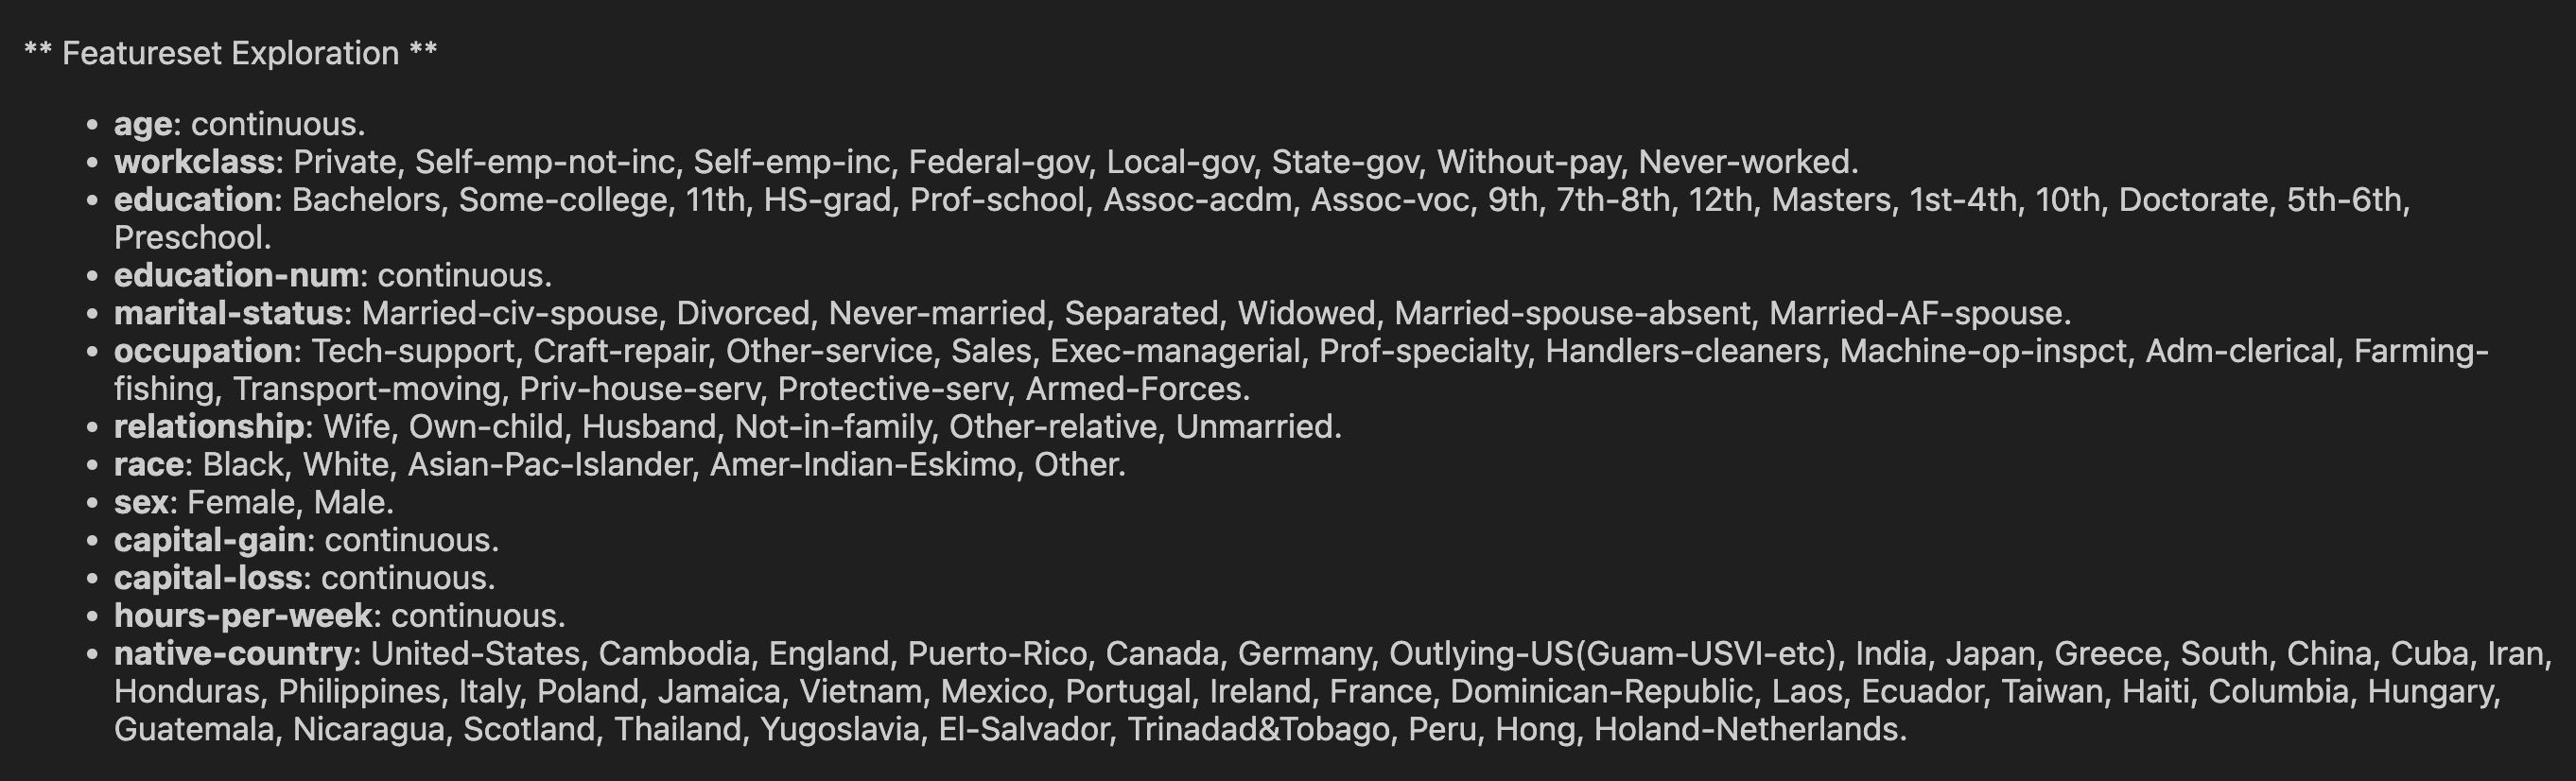 ** Featureset Exploration **
• age: continuous.
• workclass: Private, Self-emp-not-inc, Self-emp-inc, Federal-gov, Local-gov, State-gov, Without-pay, Never-worked.
• education: Bachelors, Some-college, 11th, HS-grad, Prof-school, Assoc-acdm, Assoc-voc, 9th, 7th-8th, 12th, Masters, 1st-4th, 10th, Doctorate, 5th-6th,
Preschool.
• education-num: continuous.
• marital-status: Married-civ-spouse, Divorced, Never-married, Separated, Widowed, Married-spouse-absent, Married-AF-spouse.
• occupation: Tech-support, Craft-repair, Other-service, Sales, Exec-managerial, Prof-specialty, Handlers-cleaners, Machine-op-inspct, Adm-clerical, Farming-
fishing, Transport-moving, Priv-house-serv, Protective-serv, Armed-Forces.
• relationship: Wife, Own-child, Husband, Not-in-family, Other-relative, Unmarried.
• race: Black, White, Asian-Pac-Islander, Amer-Indian-Eskimo, Other.
• sex: Female, Male.
• capital-gain: continuous.
• capital-loss: continuous.
• hours-per-week: continuous.
• native-country: United-States, Cambodia, England, Puerto-Rico, Canada, Germany, Outlying-US(Guam-USVI-etc), India, Japan, Greece, South, China, Cuba, Iran,
Honduras, Philippines, Italy, Poland, Jamaica, Vietnam, Mexico, Portugal, Ireland, France, Dominican-Republic, Laos, Ecuador, Taiwan, Haiti, Columbia, Hungary,
Guatemala, Nicaragua, Scotland, Thailand, Yugoslavia, El-Salvador, Trinadad&Tobago, Peru, Hong, Holand-Netherlands.